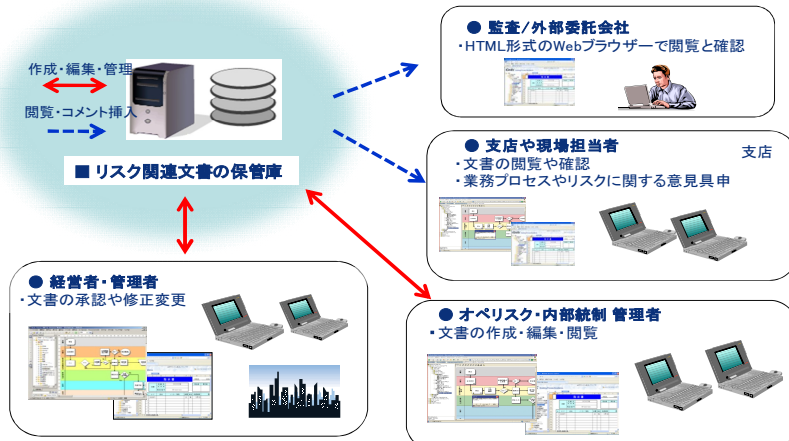 作成・編集・管理
閲覧・コメント挿入
■ リスク関連文書の保管庫
● 監査/外部委託会社
・HTML形式のWebブラウザーで閲覧と確認
● 支店や現場担当者
支店
・文書の閲覧や確認
・業務プロセスやリスクに関する意見具申
● 経営者・管理者
・文書の承認や修正変更
● オペリスク・内部統制 管理者
・文書の作成・編集・閲覧